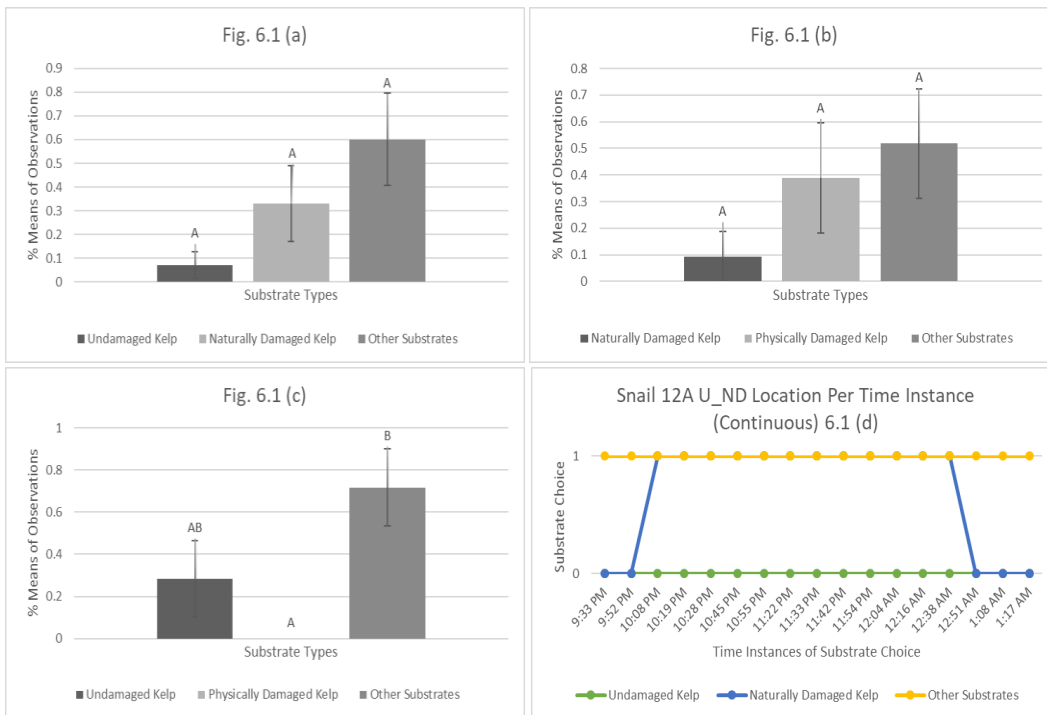 Fig. 6.1 (a)
% Means of Observations
0.9
0.8
0.7
0.6
0.5
0.4
0.3
0.2
0.1
0
A
A
A
Substrate Types
Undamaged Kelp Naturally Damaged Kelp Other Substrates
Fig. 6.1 (b)
% Means of Observations
0.8
0.7
0.6
0.5
0.4
0.3
0.2
0.1
0
A
A
A
Substrate Types
Naturally Damaged Kelp Physically Damaged Kelp Other Substrates
Fig. 6.1 (c)
% Means of Observations
1
0.8
0.6
0.4
0.2
0
AB
A
B
Substrate Types
Undamaged Kelp Physically Damaged Kelp Other Substrates
Snail 12A U_ND Location Per Time Instance
(Continuous) 6.1 (d)
Substrate Choice
1
0
9:33 PM
9:52 PM
10:08 PM
10:19 PM
10:28 PM
10:45 PM
10:55 PM
11:22 PM
11:33 PM
11:42 PM
11:54 PM
12:04 AM
12:16 AM
12:38 AM
12:51 AM
1:08 AM
1:17 AM
Time Instances of Substrate Choice
Undamaged Kelp Naturally Damaged Kelp Other Substrates